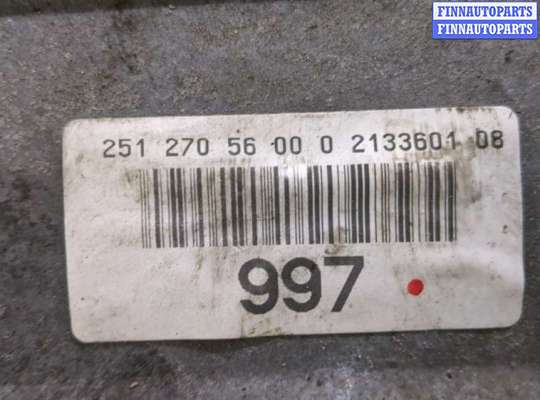 FINNAUTOPARTS
FINNAUTOPARTS
251 270 56 00 0 2133601 08
997